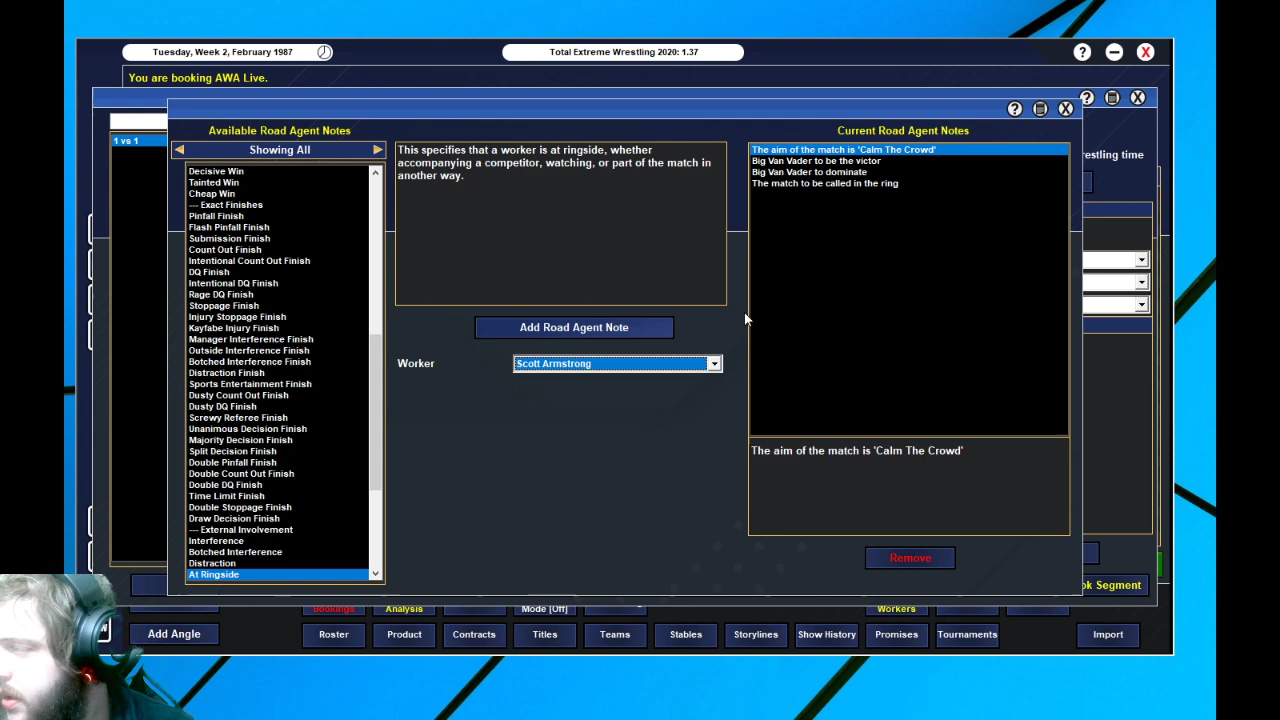 Tuesday, Week 2, February 1987
Total Extreme Wrestling 2020: 1.37
?
X
You are booking AWA Live.
?
X
?
X
Available Road Agent Notes
Current Road Agent Notes
1 vs 1
Showing All
This specifies that a worker is at ringside, whether
accompanying a competitor, watching, or part of the match in
another way.
The aim of the match is 'Calm The Crowd'
Big Van Vader to be the victor
Big Van Vader to dominate
The match to be called in the ring
restling time
Decisive Win
Tainted Win
Cheap Win
--- Exact Finishes
Pinfall Finish
Flash Pinfall Finish
Submission Finish
Count Out Finish
Intentional Count Out Finish
DQ Finish
Intentional DQ Finish
Rage DQ Finish
Stoppage Finish
Injury Stoppage Finish
Kayfabe Injury Finish
Manager Interference Finish
Outside Interference Finish
Botched Interference Finish
Distraction Finish
Sports Entertainment Finish
Dusty Count Out Finish
Dusty DQ Finish
Screwy Referee Finish
Unanimous Decision Finish
Majority Decision Finish
Split Decision Finish
Double Pinfall Finish
Double Count Out Finish
Double DQ Finish
Time Limit Finish
Double Stoppage Finish
Draw Decision Finish
--- External Involvement
Interference
Botched Interference
Distraction
At Ringside
Add Road Agent Note
Worker
Scott Armstrong
The aim of the match is 'Calm The Crowd'
Remove
ok Segment
Bookings
Analysis
Mode [Off]
Workers
Add Angle
Roster
Product
Contracts
Titles
Teams
Stables
Storylines
Show History
Promises
Tournaments
Import